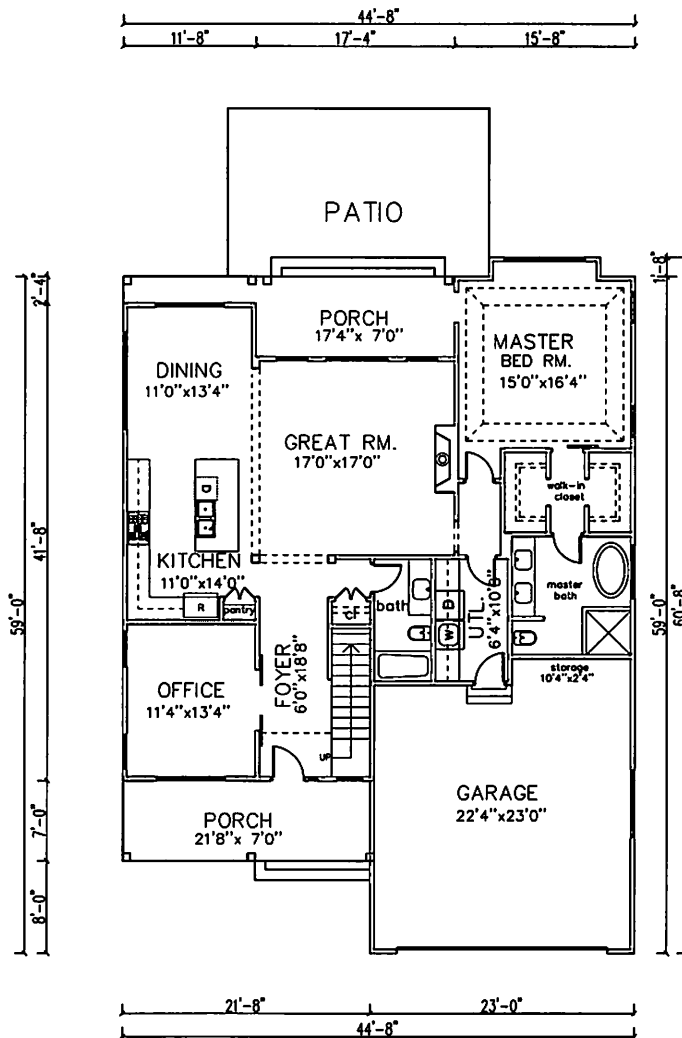 44'-8"
11'-8" 17'-4" 15'-8"
PATIO
1'-8"
2'-4"
PORCH
17'4"x 7'0"
MASTER
BED RM.
15'0"x16'4"
DINING
11'0"x13'4"
GREAT RM.
17'0"x17'0"
D
walk-in
closet
41'-8"
KITCHEN
11'0"x14'0"
R
pantry
CF
bath
D
W
UTL.
6'4"x10'8"
master
bath
59'-0"
59'-0"
60'-8"
storage
10'4"x2'4"
OFFICE
11'4"x13'4"
FOYER
6'0"x18'8"
UP
GARAGE
22'4"x23'0"
PORCH
21'8"x 7'0"
7'-0"
8'-0"
21'-8" 23'-0"
44'-8"